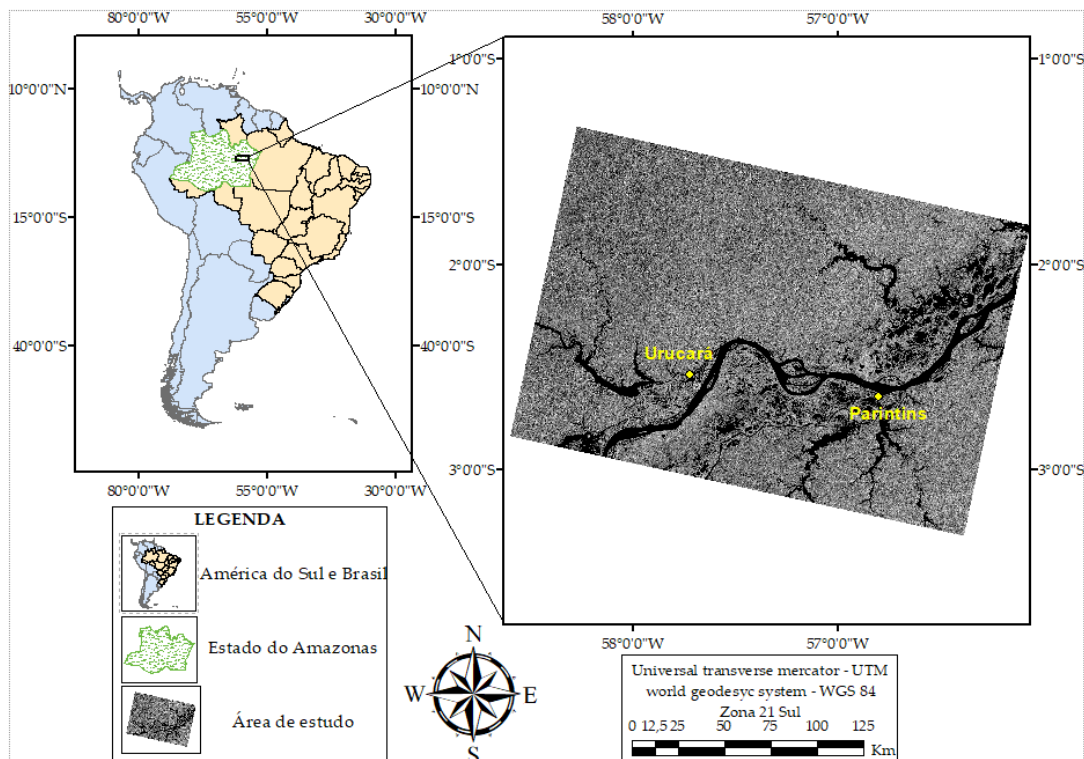 80°0'0"W 55°0'0"W 30°0'0"W
10°0'0"N 10°0'0"N
15°0'0"S 15°0'0"S
40°0'0"S 40°0'0"S
80°0'0"W 55°0'0"W 30°0'0"W
58°0'0"W 57°0'0"W
1°0'0"S 1°0'0"S
2°0'0"S 2°0'0"S
3°0'0"S 3°0'0"S
58°0'0"W 57°0'0"W
Urucará
Parintins
LEGENDA
América do Sul e Brasil
Estado do Amazonas
Área de estudo
N
W E
S
Universal transverse mercator - UTM
world geodesyc system - WGS 84
Zona 21 Sul
0 12,5 25 50 75 100 125
Km